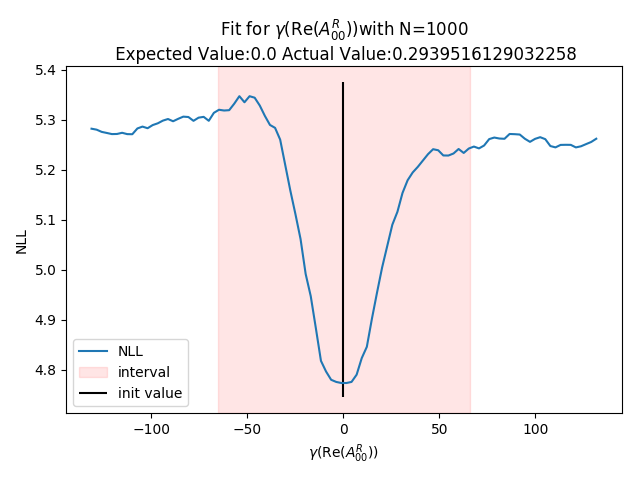 Fit for γ(Re(A^R_00))with N=1000
Expected Value:0.0 Actual Value:0.2939516129032258
5.4
5.3
5.2
5.1
5.0
4.9
4.8
NLL
NLL
interval
init value
−100
−50
0
50
100
γ(Re(A^R_00))